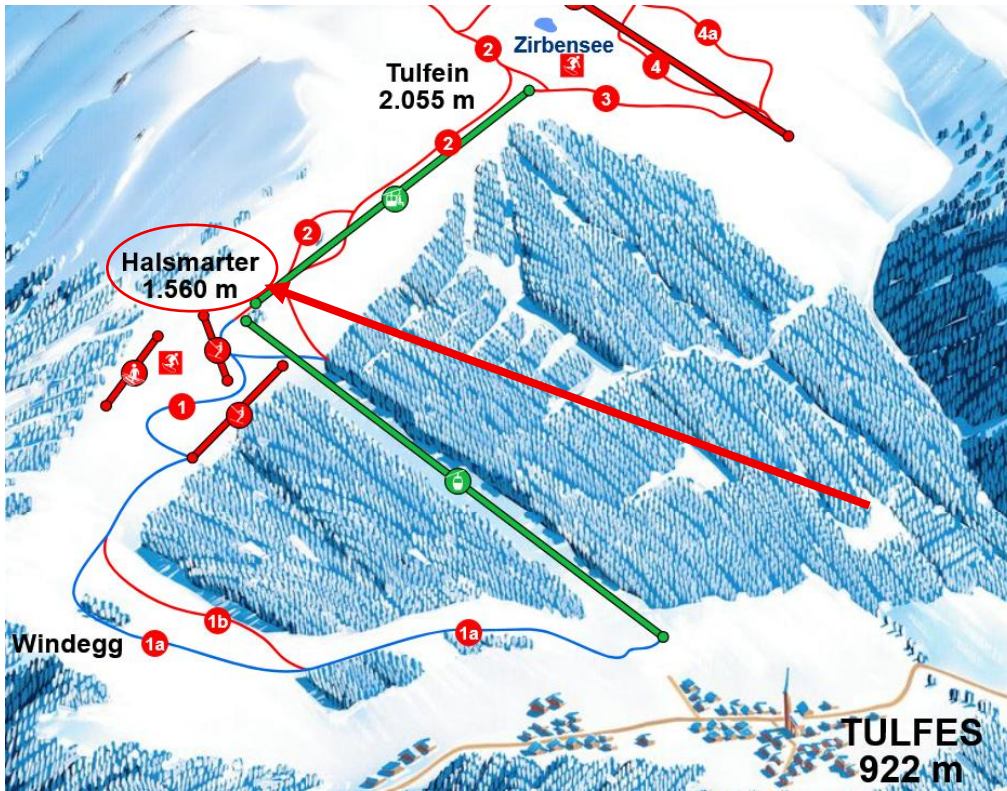 4a
2
Zirbensee
4
Tulfein
2.055 m
3
2
2
Halsmarter
1.560 m
1
1b
1a
1a
Windegg
TULFES
922 m